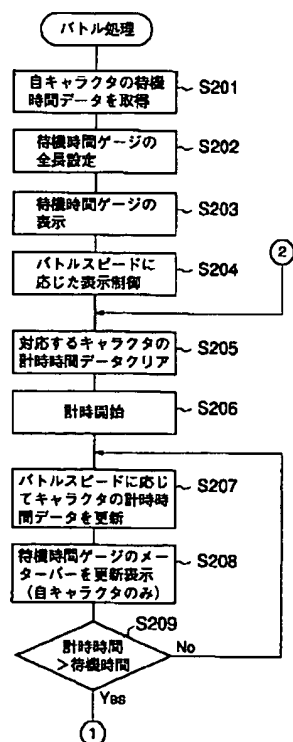 バトル処理
自キャラクタの待機
時間データを取得
S201
待機時間ゲージの
全長設定
S202
待機時間ゲージの
表示
S203
バトルスピードに
応じた表示制御
S204
2
対応するキャラクタの
計時時間データクリア
S205
計時開始
S206
バトルスピードに応じ
てキャラクタの計時時
間データを更新
S207
待機時間ゲージのメー
ターバーを更新表示
(自キャラクタのみ)
S208
S209
計時時間
>待機時間
No
Yes
1